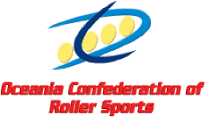 Oceania Confederation of
Roller Sports